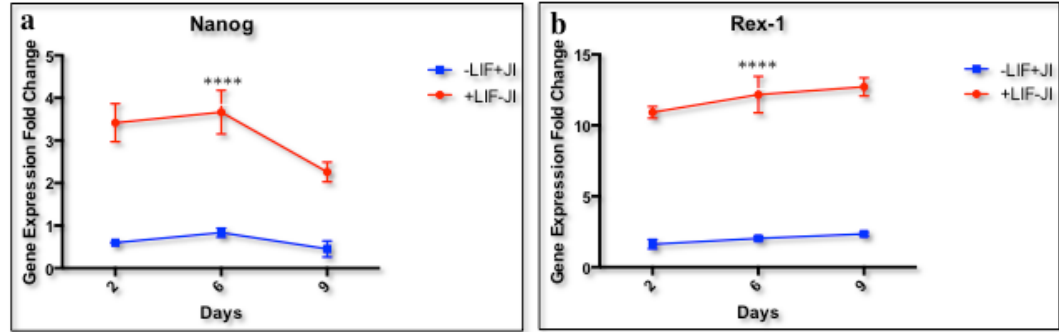 a
Nanog
Gene Expression Fold Change
5
4
3
2
1
0
****
2
6
9
Days
-LIF+JI
+LIF-JI
b
Rex-1
Gene Expression Fold Change
15
10
5
0
****
2
6
9
Days
-LIF+JI
+LIF-JI